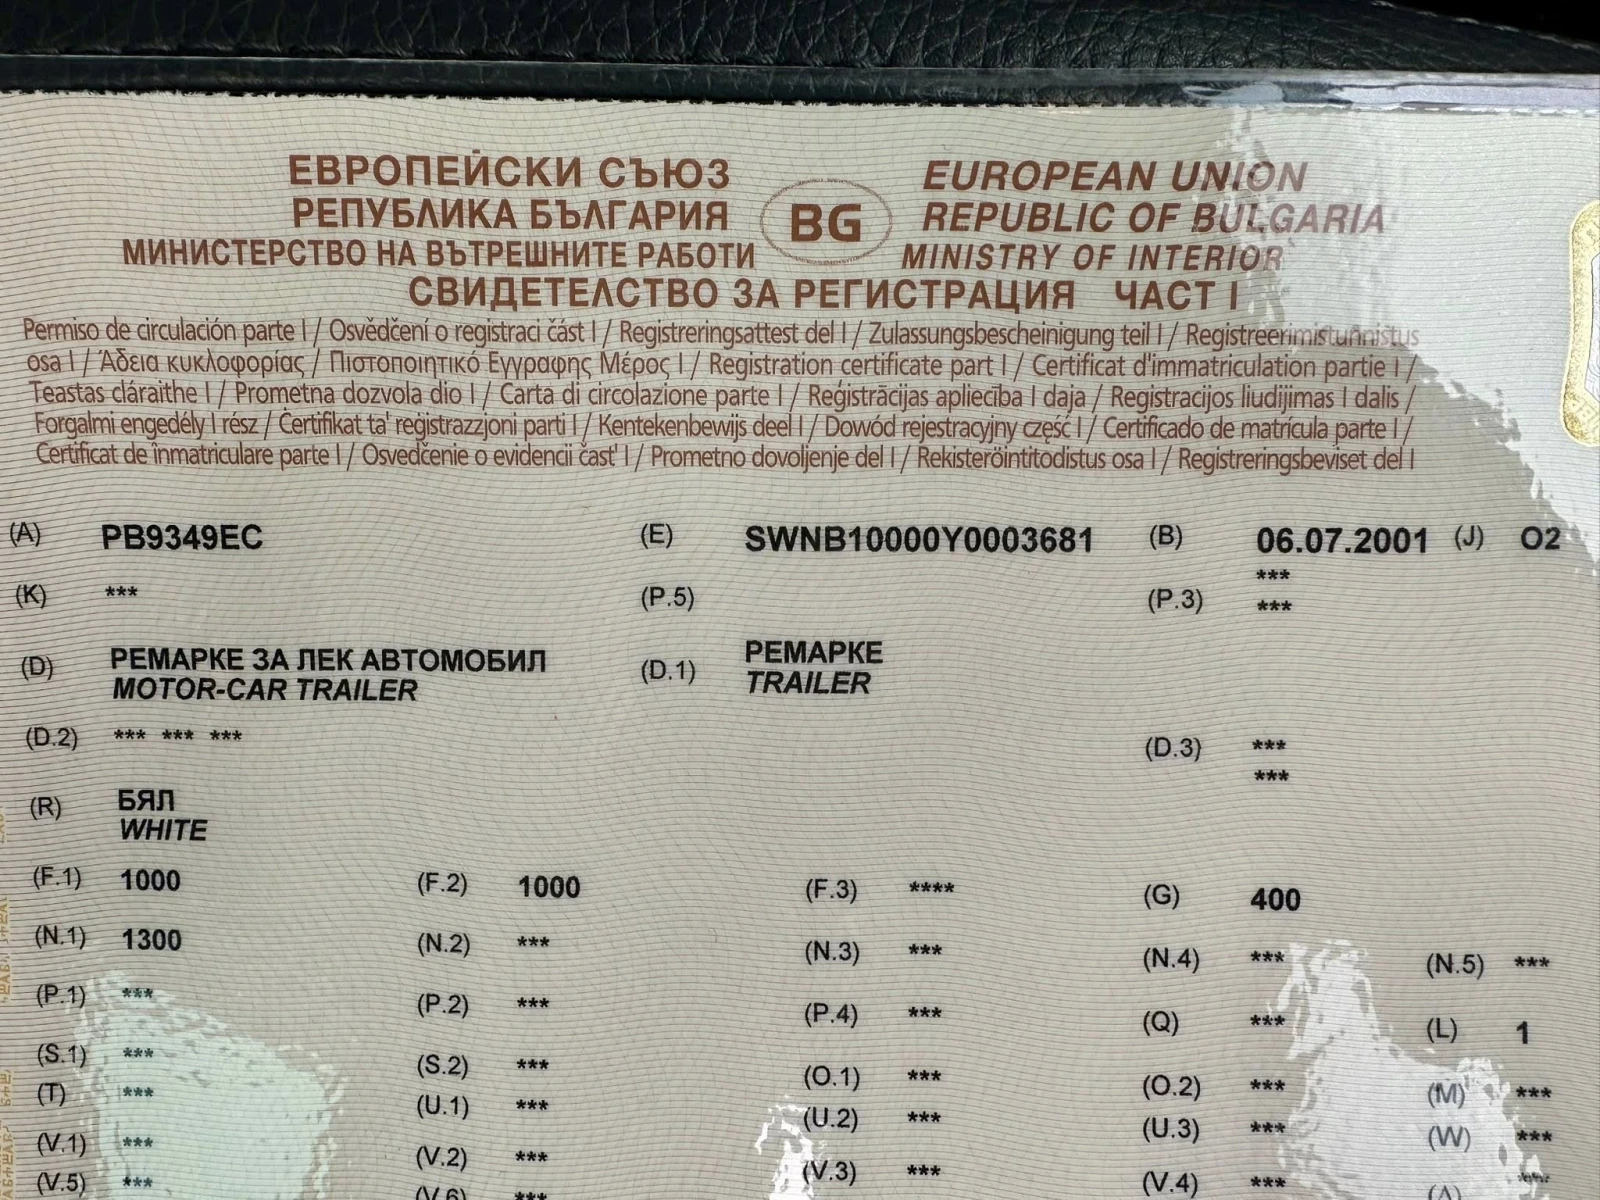 ЕВРОПЕЙСКИ СЪЮЗ EUROPEAN UNION
РЕПУБЛИКА БЪЛГАРИЯ BG REPUBLIC OF BULGARIA
МИНИСТЕРСТВО НА ВЪТРЕШНИТЕ РАБОТИ MINISTRY OF INTERIOR
СВИДЕТЕЛСТВО ЗА РЕГИСТРАЦИЯ ЧАСТ I
Permiso de circulación parte I / Osvědčení o registraci část I / Registreringsattest del I / Zulassungsbescheinigung teil I / Registreerimistunnistus
osa I / Άδεια κυκλοφορίας / Πιστοποιητικό Εγγραφης Μέρος I / Registration certificate part I / Certificat d'immatriculation partie I /
Teastas cláraithe I / Prometna dozvola dio I / Carta di circolazione parte I / Reģistrācijas apliecība I daja / Registracijos liudijimas I dalis /
Forgalmi engedély I rész / Ċertifikat ta' reġistrazzjoni parti I / Kentekenbewijs deel I / Dowód rejestracyjny część I / Certificado de matrícula parte I /
Certificat de înmatriculare parte I / Osvedčenie o evidencii čast' I / Prometno dovoljenje del I / Rekisteröintitodistus osa I / Registreringsbeviset del I
(A) PB9349EC (E) SWNB10000Y0003681 (B) 06.07.2001 (J) O2
(K) *** (P.5) (P.3) ***
***
(D) РЕМАРКЕ ЗА ЛЕК АВТОМОБИЛ (D.1) РЕМАРКЕ
MOTOR-CAR TRAILER TRAILER
(D.2) *** *** *** (D.3) ***
***
(R) БЯЛ
WHITE
(F.1) 1000 (F.2) 1000 (F.3) **** (G) 400
(N.1) 1300 (N.2) *** (N.3) *** (N.4) *** (N.5) ***
(P.1) *** (P.2) *** (P.4) *** (Q) *** (L) 1
(S.1) *** (S.2) *** (O.1) *** (O.2) *** (M) ***
(T) *** (U.1) *** (U.2) *** (U.3) *** (W) ***
(V.1) *** (V.2) *** (V.3) *** (V.4) ***
(V.5) *** (V.6) ***